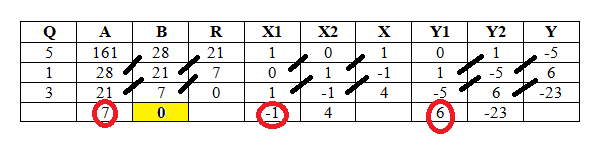 Q A B R X1 X2 X Y1 Y2 Y
5 161 28 21 1 0 1 0 1 -5
1 28 21 7 0 1 -1 1 -5 6
3 21 7 0 1 -1 4 -5 6 -23
7 0 -1 4 6 -23